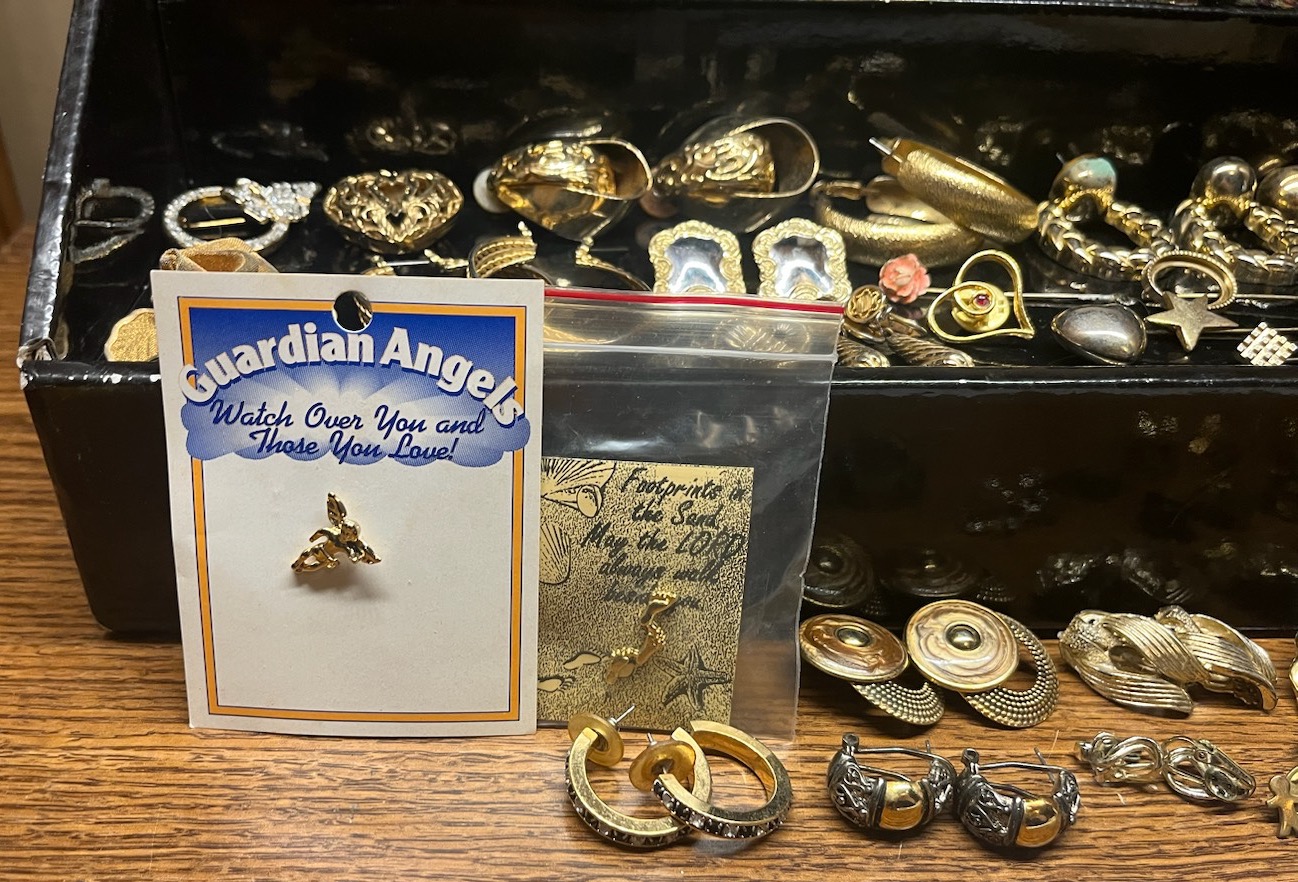 Guardian Angels
Watch Over You and
Those You Love!
Footprints in
the Sand,
May the LORD
always walk